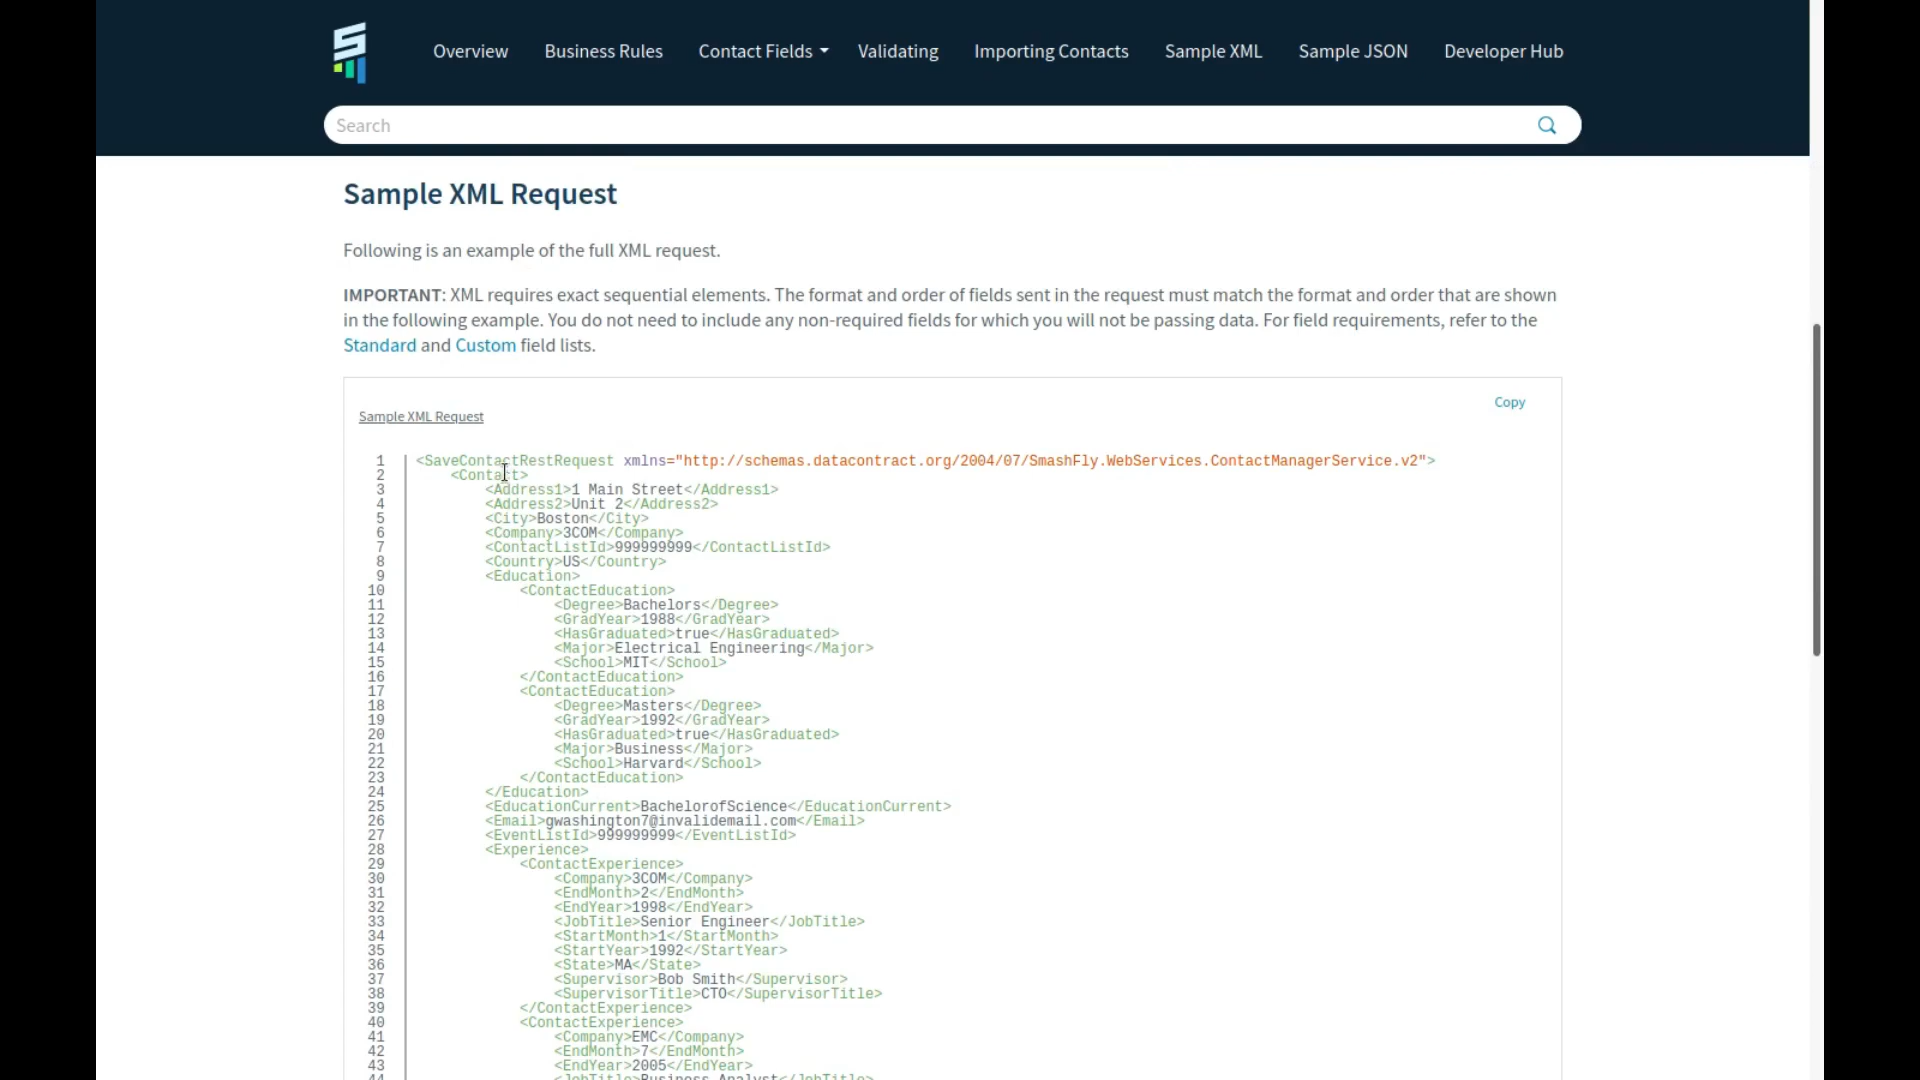 Overview Business Rules Contact Fields Validating Importing Contacts Sample XML Sample JSON Developer Hub
Search
Sample XML Request
Following is an example of the full XML request.
IMPORTANT: XML requires exact sequential elements. The format and order of fields sent in the request must match the format and order that are shown
in the following example. You do not need to include any non-required fields for which you will not be passing data. For field requirements, refer to the
Standard and Custom field lists.
Copy
Sample XML Request
1 <SaveContactRestRequest xmlns="http://schemas.datacontract.org/2004/07/SmashFly.WebServices.ContactManagerService.v2">
2 <Contact>
3 <Address1>1 Main Street</Address1>
4 <Address2>Unit 2</Address2>
5 <City>Boston</City>
6 <Company>3COM</Company>
7 <ContactListId>999999999</ContactListId>
8 <Country>US</Country>
9 <Education>
10 <ContactEducation>
11 <Degree>Bachelors</Degree>
12 <GradYear>1988</GradYear>
13 <HasGraduated>true</HasGraduated>
14 <Major>Electrical Engineering</Major>
15 <School>MIT</School>
16 </ContactEducation>
17 <ContactEducation>
18 <Degree>Masters</Degree>
19 <GradYear>1992</GradYear>
20 <HasGraduated>true</HasGraduated>
21 <Major>Business</Major>
22 <School>Harvard</School>
23 </ContactEducation>
24 </Education>
25 <EducationCurrent>BachelorofScience</EducationCurrent>
26 <Email>gwashington7@invalidemail.com</Email>
27 <EventListId>999999999</EventListId>
28 <Experience>
29 <ContactExperience>
30 <Company>3COM</Company>
31 <EndMonth>2</EndMonth>
32 <EndYear>1998</EndYear>
33 <JobTitle>Senior Engineer</JobTitle>
34 <StartMonth>1</StartMonth>
35 <StartYear>1992</StartYear>
36 <State>MA</State>
37 <Supervisor>Bob Smith</Supervisor>
38 <SupervisorTitle>CTO</SupervisorTitle>
39 </ContactExperience>
40 <ContactExperience>
41 <Company>EMC</Company>
42 <EndMonth>7</EndMonth>
43 <EndYear>2005</EndYear>
44 <JobTitle>Business Analyst</JobTitle>